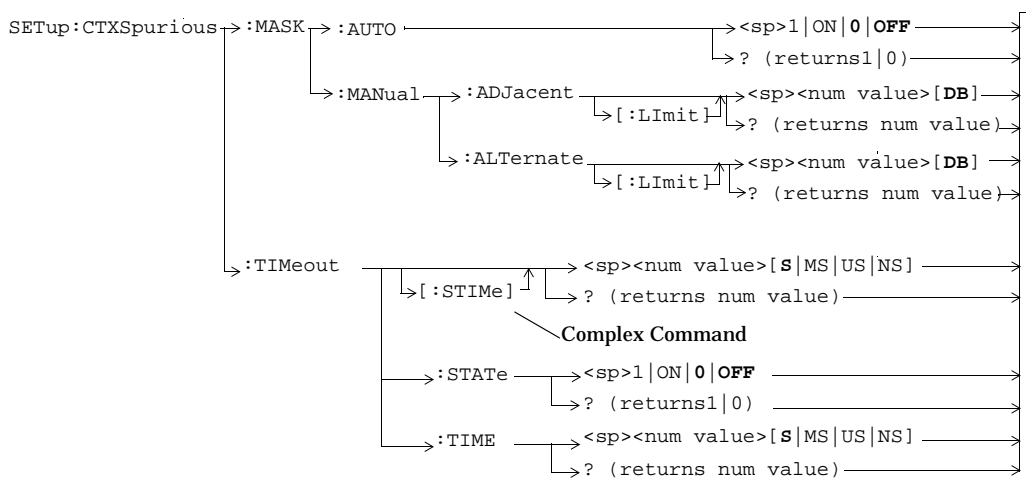 SETup:CTXSpurious :MASK :AUTO <sp>1|ON|0|OFF
? (returns1|0)
:MANual :ADJacent <sp><num value>[DB]
[:LImit] ? (returns num value)
:ALTernate <sp><num value>[DB]
[:LImit] ? (returns num value)
:TIMeout <sp><num value>[S|MS|US|NS]
[:STIMe] ? (returns num value)
Complex Command
:STATe <sp>1|ON|0|OFF
? (returns1|0)
:TIME <sp><num value>[S|MS|US|NS]
? (returns num value)